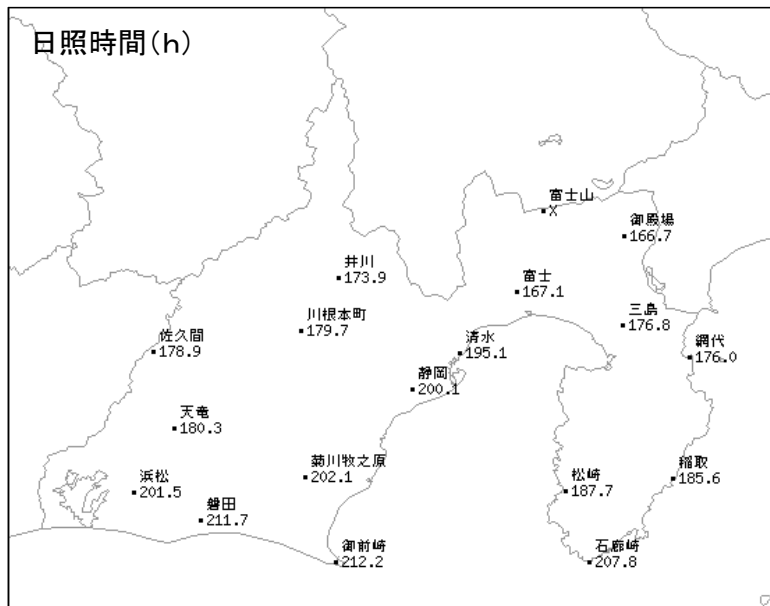 日照時間(h)
富士山
X
御殿場
166.7
井川
173.9
富士
167.1
川根本町
179.7
三島
176.8
佐久間
178.9
清水
195.1
網代
176.0
静岡
200.1
天竜
180.3
菊川牧之原
202.1
浜松
201.5
松崎
187.7
稲取
185.6
磐田
211.7
御前崎
212.2
石廊崎
207.8